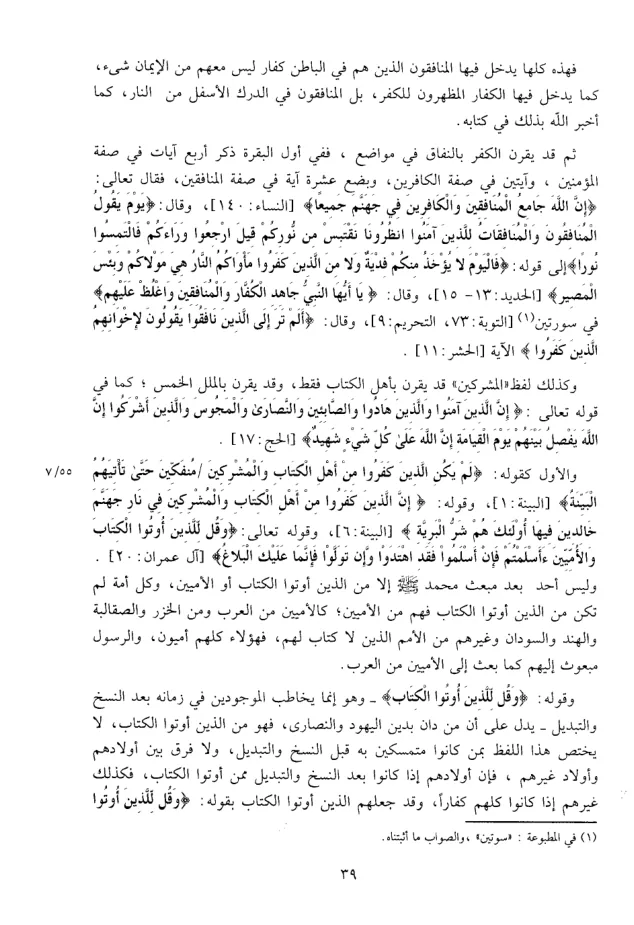 فهذه كلها يدخل فيها المنافقون الذين هم في الباطن كفار ليس معهم من الإيمان شيء،
كما يدخل فيها الكفار المظهرون للكفر، بل المنافقون في الدرك الأسفل من النار، كما
أخبر الله بذلك في كتابه.
ثم قد يقرن الكفر بالنفاق في مواضع ، ففي أول البقرة ذكر أربع آيات في صفة
المؤمنين ، وآيتين في صفة الكافرين، وبضع عشرة آية في صفة المنافقين، فقال تعالى:
﴿إِنَّ اللَّهَ جَامِعُ الْمُنَافِقِينَ وَالْكَافِرِينَ فِي جَهَنَّمَ جَمِيعاً﴾ [النساء: ١٤٠]، وقال: ﴿يَوْمَ يَقُولُ
الْمُنَافِقُونَ وَالْمُنَافِقَاتُ لِلَّذِينَ آمَنُوا انظُرُونَا نَقْتَبِسْ مِن نُّورِكُمْ قِيلَ ارْجِعُوا وَرَاءَكُمْ فَالْتَمِسُوا
نُوراً﴾إلى قوله: ﴿فَالْيَوْمَ لَا يُؤْخَذُ مِنكُمْ فِدْيَةٌ وَلَا مِنَ الَّذِينَ كَفَرُوا مَأْوَاكُمُ النَّارُ هِيَ مَوْلَاكُمْ وَبِئْسَ
الْمَصِيرُ﴾ [الحديد: ١٣- ١٥]، وقال: ﴿ يَا أَيُّهَا النَّبِيُّ جَاهِدِ الْكُفَّارَ وَالْمُنَافِقِينَ وَاغْلُظْ عَلَيْهِمْ﴾
في سورتين(١) [التوبة: ٧٣، التحريم: ٩]، وقال: ﴿أَلَمْ تَرَ إِلَى الَّذِينَ نَافَقُوا يَقُولُونَ لِإِخْوَانِهِمُ
الَّذِينَ كَفَرُوا ﴾ الآية [الحشر: ١١] .
وكذلك لفظ«المشركين» قد يقرن بأهل الكتاب فقط، وقد يقرن بالملل الخمس ؛ كما في
قوله تعالى :﴿ إِنَّ الَّذِينَ آمَنُوا وَالَّذِينَ هَادُوا وَالصَّابِئِينَ وَالنَّصَارَىٰ وَالْمَجُوسَ وَالَّذِينَ أَشْرَكُوا إِنَّ
اللَّهَ يَفْصِلُ بَيْنَهُمْ يَوْمَ الْقِيَامَةِ إِنَّ اللَّهَ عَلَىٰ كُلِّ شَيْءٍ شَهِيدٌ﴾ [الحج: ١٧] .
والأول كقوله: ﴿لَمْ يَكُنِ الَّذِينَ كَفَرُوا مِنْ أَهْلِ الْكِتَابِ وَالْمُشْرِكِينَ /مُنفَكِّينَ حَتَّىٰ تَأْتِيَهُمُ ٧/٥٥
الْبَيِّنَةُ﴾ [البينة: ١]، وقوله: ﴿ إِنَّ الَّذِينَ كَفَرُوا مِنْ أَهْلِ الْكِتَابِ وَالْمُشْرِكِينَ فِي نَارِ جَهَنَّمَ
خَالِدِينَ فِيهَا أُولَٰئِكَ هُمْ شَرُّ الْبَرِيَّةِ ﴾ [البينة: ٦]، وقوله تعالى: ﴿وَقُل لِّلَّذِينَ أُوتُوا الْكِتَابَ
وَالْأُمِّيِّينَ ءَأَسْلَمْتُمْ فَإِنْ أَسْلَمُوا فَقَدِ اهْتَدَوْا وَّإِن تَوَلَّوْا فَإِنَّمَا عَلَيْكَ الْبَلَاغُ﴾ [آل عمران: ٢٠] .
وليس أحد بعد مبعث محمد ﷺ إلا من الذين أوتوا الكتاب أو الأميين، وكل أمة لم
تكن من الذين أوتوا الكتاب فهم من الأميين؛ كالأميين من العرب ومن الخزر والصقالبة
والهند والسودان وغيرهم من الأمم الذين لا كتاب لهم، فهؤلاء كلهم أميون، والرسول
مبعوث إليهم كما بعث إلى الأميين من العرب.
وقوله: ﴿وَقُل لِّلَّذِينَ أُوتُوا الْكِتَابَ﴾ ـ وهو إنما يخاطب الموجودين في زمانه بعد النسخ
والتبديل ـ يدل على أن من دان بدين اليهود والنصارى، فهو من الذين أوتوا الكتاب، لا
يختص هذا اللفظ بمن كانوا متمسكين به قبل النسخ والتبديل، ولا فرق بين أولادهم
وأولاد غيرهم ، فإن أولادهم إذا كانوا بعد النسخ والتبديل ممن أوتوا الكتاب، فكذلك
غيرهم إذا كانوا كلهم كفاراً، وقد جعلهم الذين أوتوا الكتاب بقوله: ﴿وَقُل لِّلَّذِينَ أُوتُوا
(١) في المطبوعة : «سوتين» ،والصواب ما أثبتناه.
٣٩